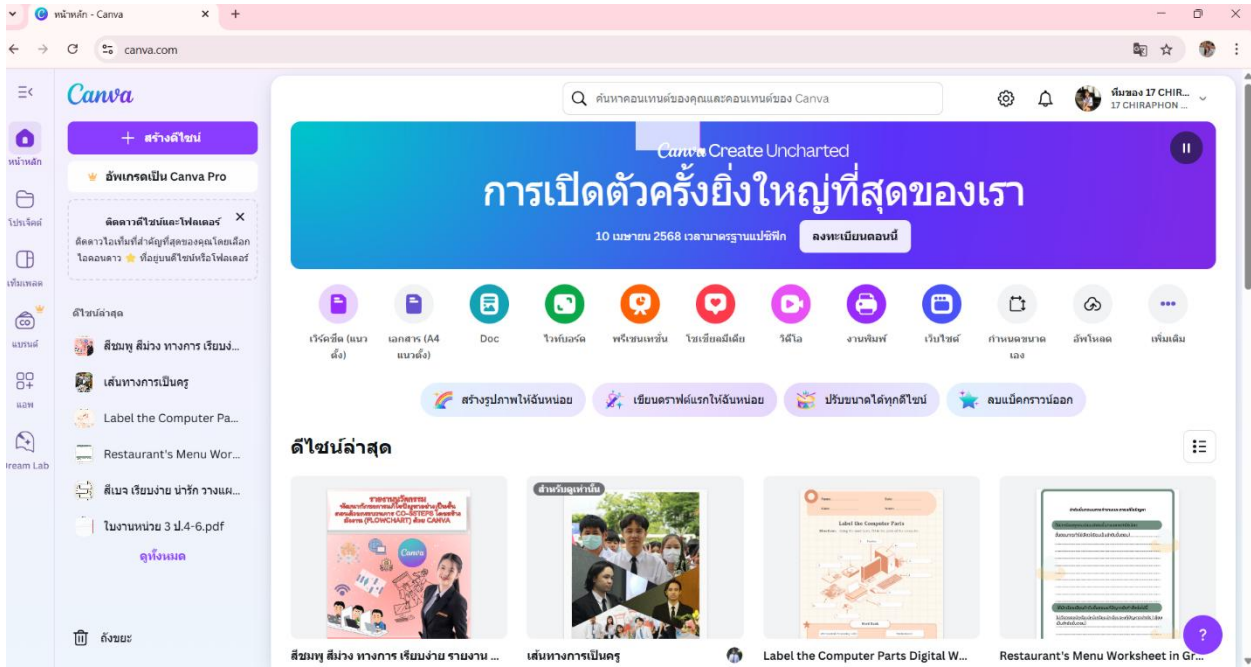 หน้าหลัก - Canva
canva.com
Canva
ค้นหาคอนเทนต์ของคุณและคอนเทนต์ของ Canva
ทีมของ 17 CHIR...
17 CHIRAPHON ...
สร้างดีไซน์
อัพเกรดเป็น Canva Pro
ติดดาวดีไซน์และโฟลเดอร์
ติดดาวไอเท็มที่สำคัญที่สุดของคุณโดยเลือก
ไอคอนดาว ที่อยู่บนดีไซน์หรือโฟลเดอร์
หน้าหลัก
โปรเจ็คต์
เท็มเพลต
แบรนด์
แอพ
Dream Lab
ดีไซน์ล่าสุด
สีชมพู สีม่วง ทางการ เรียบง่...
เส้นทางการเป็นครู
Label the Computer Pa...
Restaurant's Menu Wor...
สีเบจ เรียบง่าย น่ารัก วางแผ...
ใบงานหน่วย 3 ป.4-6.pdf
ดูทั้งหมด
ถังขยะ
Canva Create Uncharted
การเปิดตัวครั้งยิ่งใหญ่ที่สุดของเรา
10 เมษายน 2568 เวลามาตรฐานแปซิฟิก
ลงทะเบียนตอนนี้
เวิร์คชีต (แนว
ตั้ง)
เอกสาร (A4
แนวตั้ง)
Doc
ไวท์บอร์ด
พรีเซนเทชั่น
โซเชียลมีเดีย
วิดีโอ
งานพิมพ์
เว็บไซต์
กำหนดขนาด
เอง
อัพโหลด
เพิ่มเติม
สร้างรูปภาพให้ฉันหน่อย
เขียนดราฟต์แรกให้ฉันหน่อย
ปรับขนาดได้ทุกดีไซน์
ลบแบ็คกราวน์ออก
ดีไซน์ล่าสุด
รายงานนวัตกรรม
(FLOWCHART) ด้วย CANVA
Canva
สำหรับดูเท่านั้น
Label the Computer Parts
สีชมพู สีม่วง ทางการ เรียบง่าย รายงาน ...
เส้นทางการเป็นครู
Label the Computer Parts Digital W...
Restaurant's Menu Worksheet in Gr...